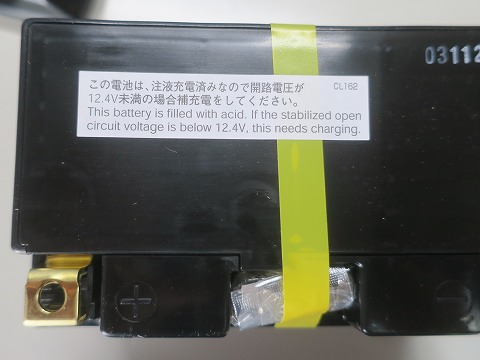 03112
この電池は、注液充電済みなので開路電圧が
CL162
12.4V未満の場合補充電をしてください。
This battery is filled with acid. If the stabilized open
circuit voltage is below 12.4V, this needs charging.
+
−